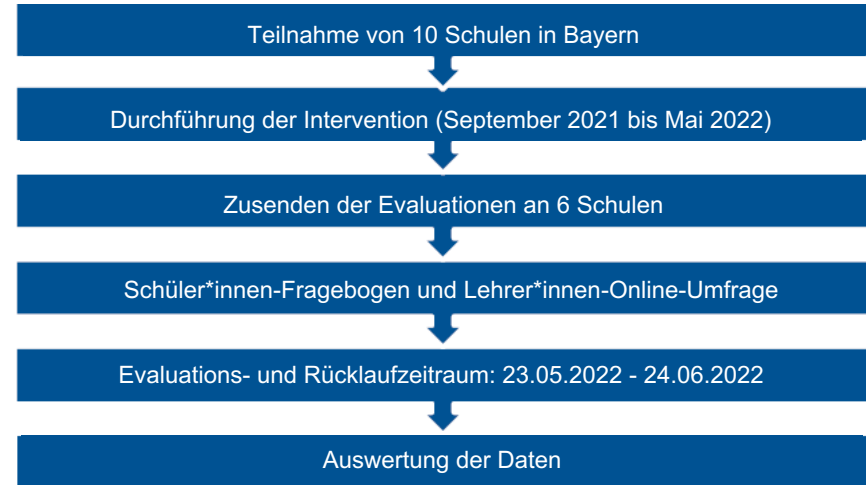 Teilnahme von 10 Schulen in Bayern
Durchführung der Intervention (September 2021 bis Mai 2022)
Zusenden der Evaluationen an 6 Schulen
Schüler*innen-Fragebogen und Lehrer*innen-Online-Umfrage
Evaluations- und Rücklaufzeitraum: 23.05.2022 - 24.06.2022
Auswertung der Daten